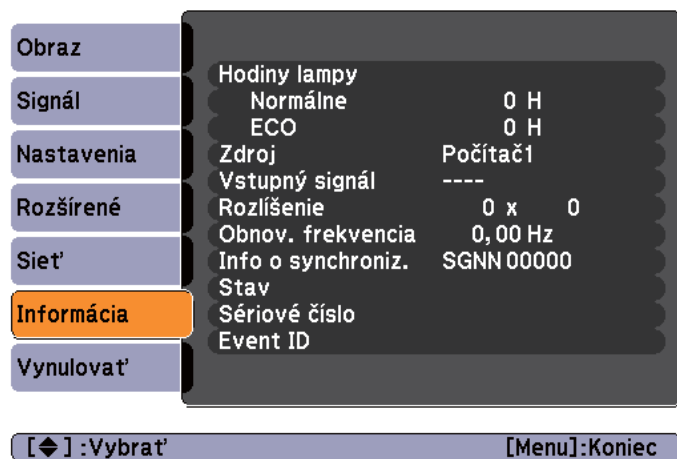 Obraz
Signál
Nastavenia
Rozšírené
Sieť
Informácia
Vynulovať
Hodiny lampy
Normálne 0 H
ECO 0 H
Zdroj Počítač1
Vstupný signál ----
Rozlíšenie 0 x 0
Obnov. frekvencia 0,00 Hz
Info o synchroniz. SGNN 00000
Stav
Sériové číslo
Event ID
[◆] :Vybrať [Menu]:Koniec